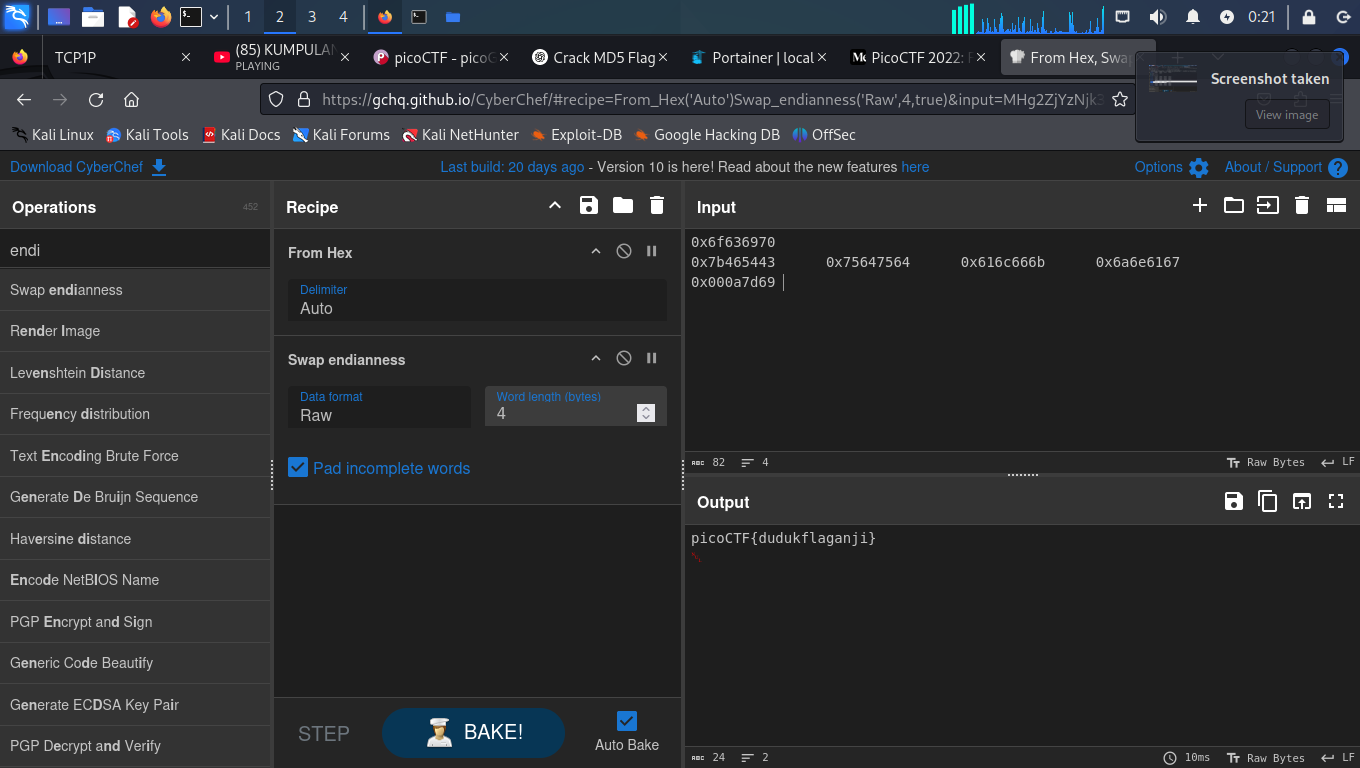 1 2 3 4 0:21
TCP1P (85) KUMPULAN PLAYING picoCTF - picoG Crack MD5 Flag Portainer | local PicoCTF 2022: From Hex, Swap
Screenshot taken
View image
https://gchq.github.io/CyberChef/#recipe=From_Hex('Auto')Swap_endianness('Raw',4,true)&input=MHg2ZjYzNjk3
Kali Linux Kali Tools Kali Docs Kali Forums Kali NetHunter Exploit-DB Google Hacking DB OffSec
Download CyberChef Last build: 20 days ago - Version 10 is here! Read about the new features here Options About / Support
Operations 452
endi
Swap endianness
Render Image
Levenshtein Distance
Frequency distribution
Text Encoding Brute Force
Generate De Bruijn Sequence
Haversine distance
Encode NetBIOS Name
PGP Encrypt and Sign
Generic Code Beautify
Generate ECDSA Key Pair
PGP Decrypt and Verify
Recipe
From Hex
Delimiter
Auto
Swap endianness
Data format
Raw
Word length (bytes)
4
Pad incomplete words
STEP BAKE! Auto Bake
Input
0x6f636970
0x7b465443 0x75647564 0x616c666b 0x6a6e6167
0x000a7d69
ABC 82 4 Tт Raw Bytes LF
Output
picoCTF{dudukflaganji}
ABC 24 2 10ms Tт Raw Bytes LF